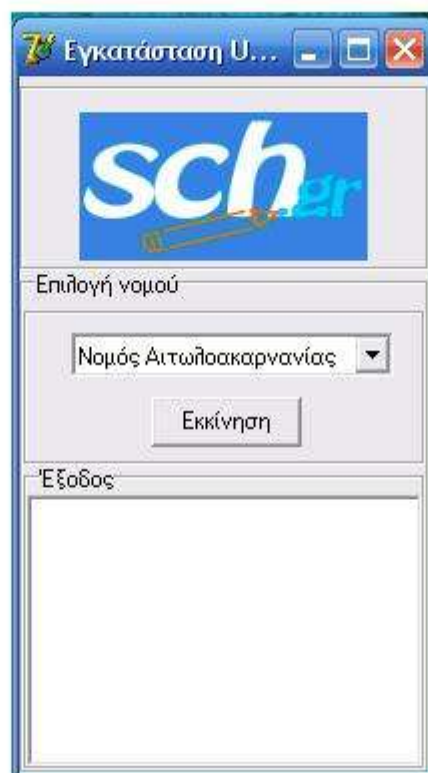 Εγκατάσταση U...
sch.gr
Επιλογή νομού
Νομός Αιτωλοακαρνανίας
Εκκίνηση
Έξοδος